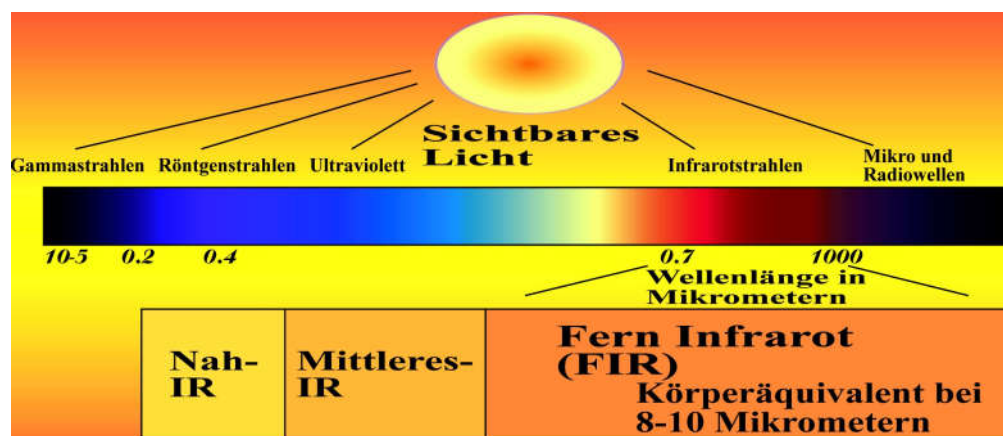 Sichtbares
Licht
Gammastrahlen
Röntgenstrahlen
Ultraviolett
Infrarotstrahlen
Mikro und
Radiowellen
10-5
0.2
0.4
0.7
1000
Wellenlänge in
Mikrometern
Nah-
IR
Mittleres-
IR
Fern Infrarot
(FIR)
Körperäquivalent bei
8-10 Mikrometern